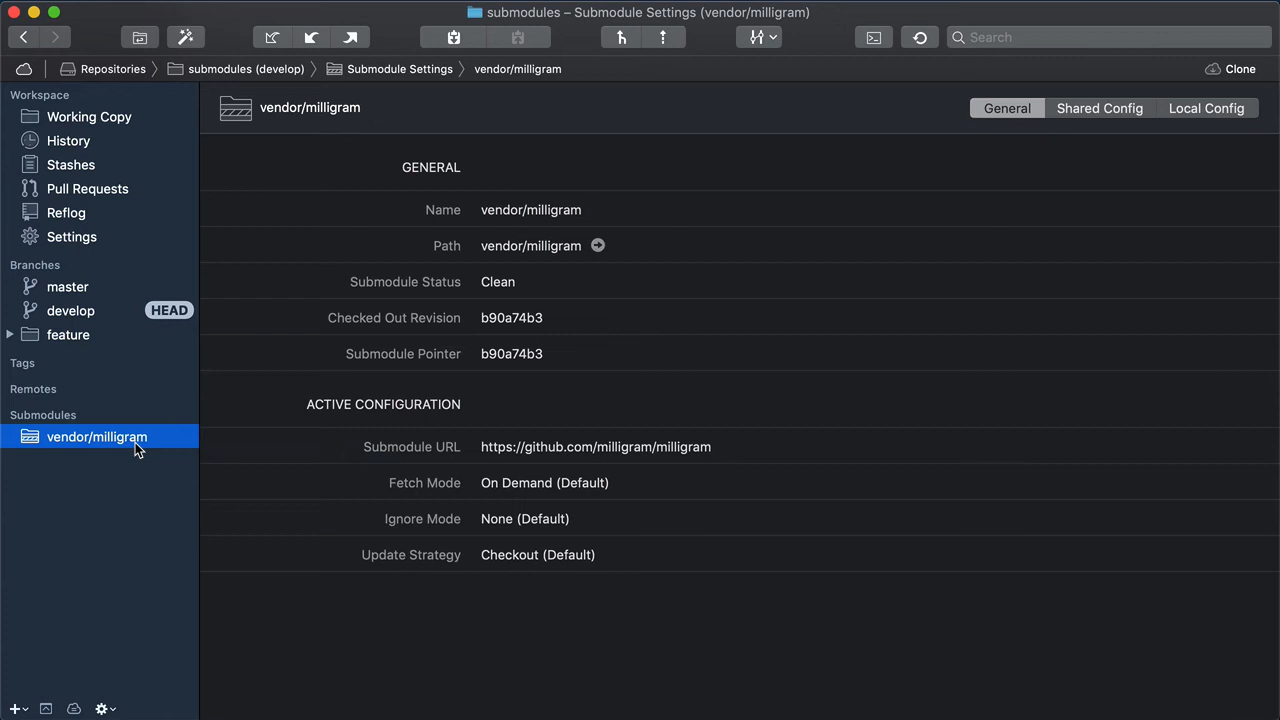 submodules – Submodule Settings (vendor/milligram)
Search
Repositories
submodules (develop)
Submodule Settings
vendor/milligram
Clone
Workspace
Working Copy
History
Stashes
Pull Requests
Reflog
Settings
Branches
master
develop
HEAD
feature
Tags
Remotes
Submodules
vendor/milligram
vendor/milligram
General
Shared Config
Local Config
GENERAL
Name vendor/milligram
Path vendor/milligram
Submodule Status Clean
Checked Out Revision b90a74b3
Submodule Pointer b90a74b3
ACTIVE CONFIGURATION
Submodule URL https://github.com/milligram/milligram
Fetch Mode On Demand (Default)
Ignore Mode None (Default)
Update Strategy Checkout (Default)